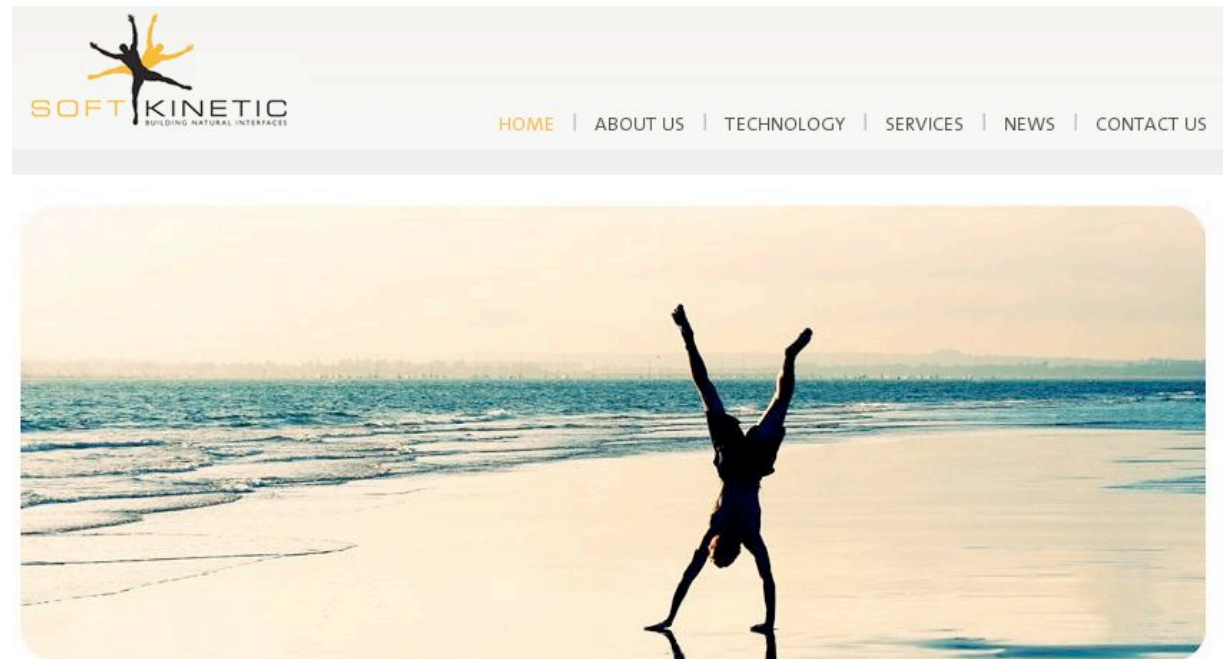 SOFT KINETIC
BUILDING NATURAL INTERFACES
HOME | ABOUT US | TECHNOLOGY | SERVICES | NEWS | CONTACT US